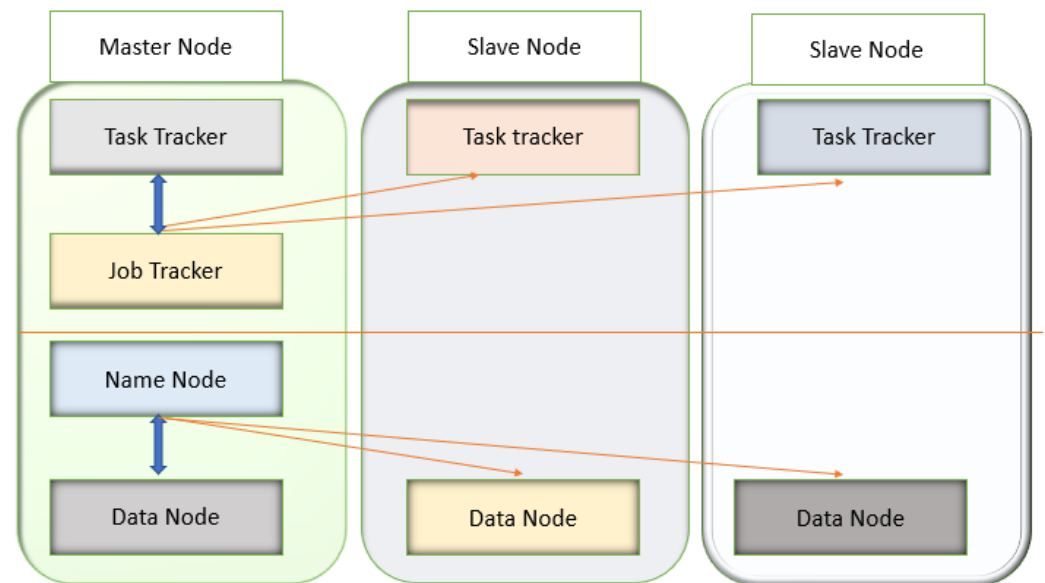 Master Node
Slave Node
Slave Node
Task Tracker
Task tracker
Task Tracker
Job Tracker
Name Node
Data Node
Data Node
Data Node